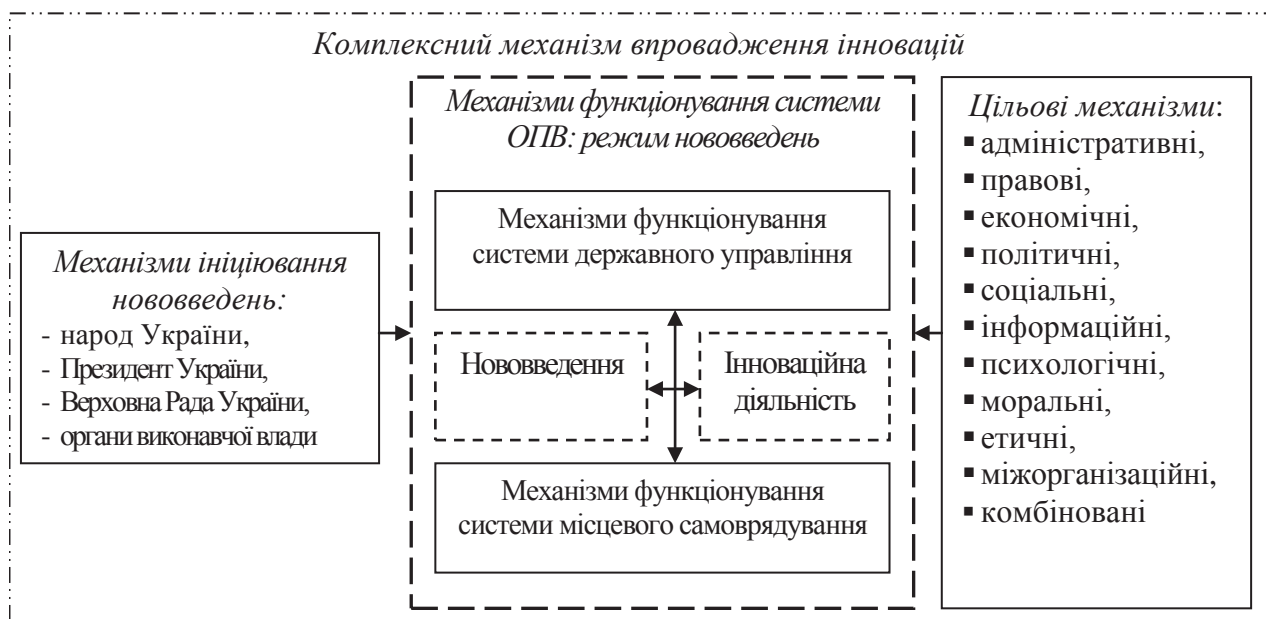 Комплексний механізм впровадження інновацій
Механізми ініціювання
нововведень:
- народ України,
- Президент України,
- Верховна Рада України,
- органи виконавчої влади
Механізми функціонування системи
ОПВ: режим нововведень
Механізми функціонування
системи державного управління
Нововведення
Інноваційна
діяльність
Механізми функціонування
системи місцевого самоврядування
Цільові механізми:
▪ адміністративні,
▪ правові,
▪ економічні,
▪ політичні,
▪ соціальні,
▪ інформаційні,
▪ психологічні,
▪ моральні,
▪ етичні,
▪ міжорганізаційні,
▪ комбіновані